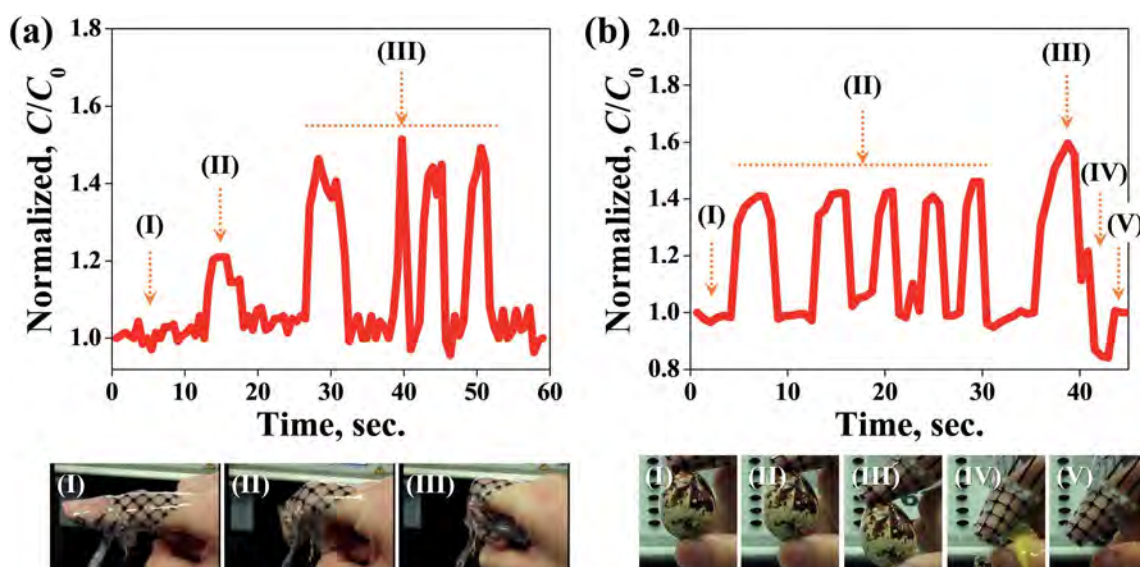 (a)
Normalized, C/C₀
1.8
1.6
1.4
1.2
1.0
(I)
(II)
(III)
0 10 20 30 40 50 60
Time, sec.
(I) (II) (III)
(b)
Normalized, C/C₀
2.0
1.8
1.6
1.4
1.2
1.0
0.8
(I)
(II)
(III)
(IV)
(V)
0 10 20 30 40
Time, sec.
(I) (II) (III) (IV) (V)